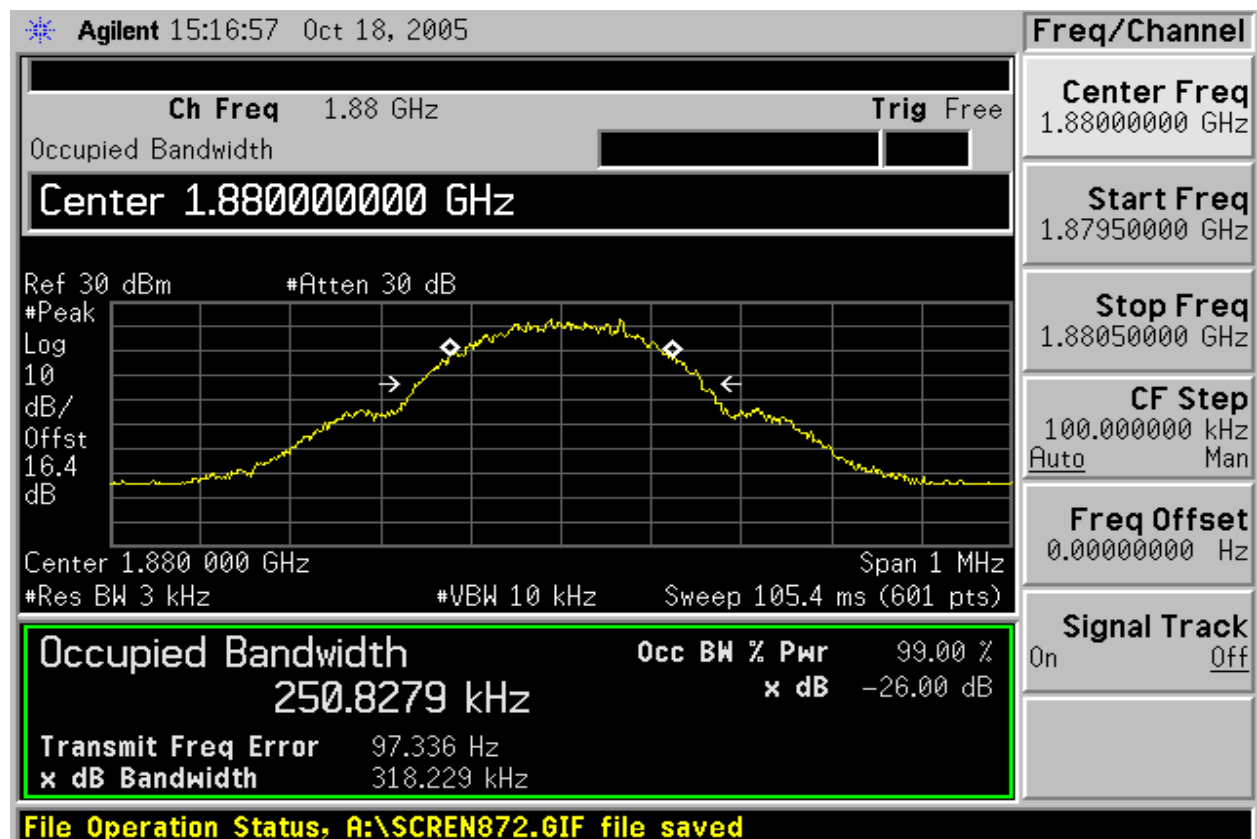 Agilent 15:16:57 Oct 18, 2005
Ch Freq 1.88 GHz Trig Free
Occupied Bandwidth
Center 1.880000000 GHz
Ref 30 dBm #Atten 30 dB
#Peak
Log
10
dB/
Offst
16.4
dB
Center 1.880 000 GHz Span 1 MHz
#Res BW 3 kHz #VBW 10 kHz Sweep 105.4 ms (601 pts)
Occupied Bandwidth
250.8279 kHz
Occ BW % Pwr 99.00 %
x dB -26.00 dB
Transmit Freq Error 97.336 Hz
x dB Bandwidth 318.229 kHz
File Operation Status, A:\SCREN872.GIF file saved
Freq/Channel
Center Freq
1.88000000 GHz
Start Freq
1.87950000 GHz
Stop Freq
1.88050000 GHz
CF Step
100.000000 kHz
Auto Man
Freq Offset
0.00000000 Hz
Signal Track
On Off